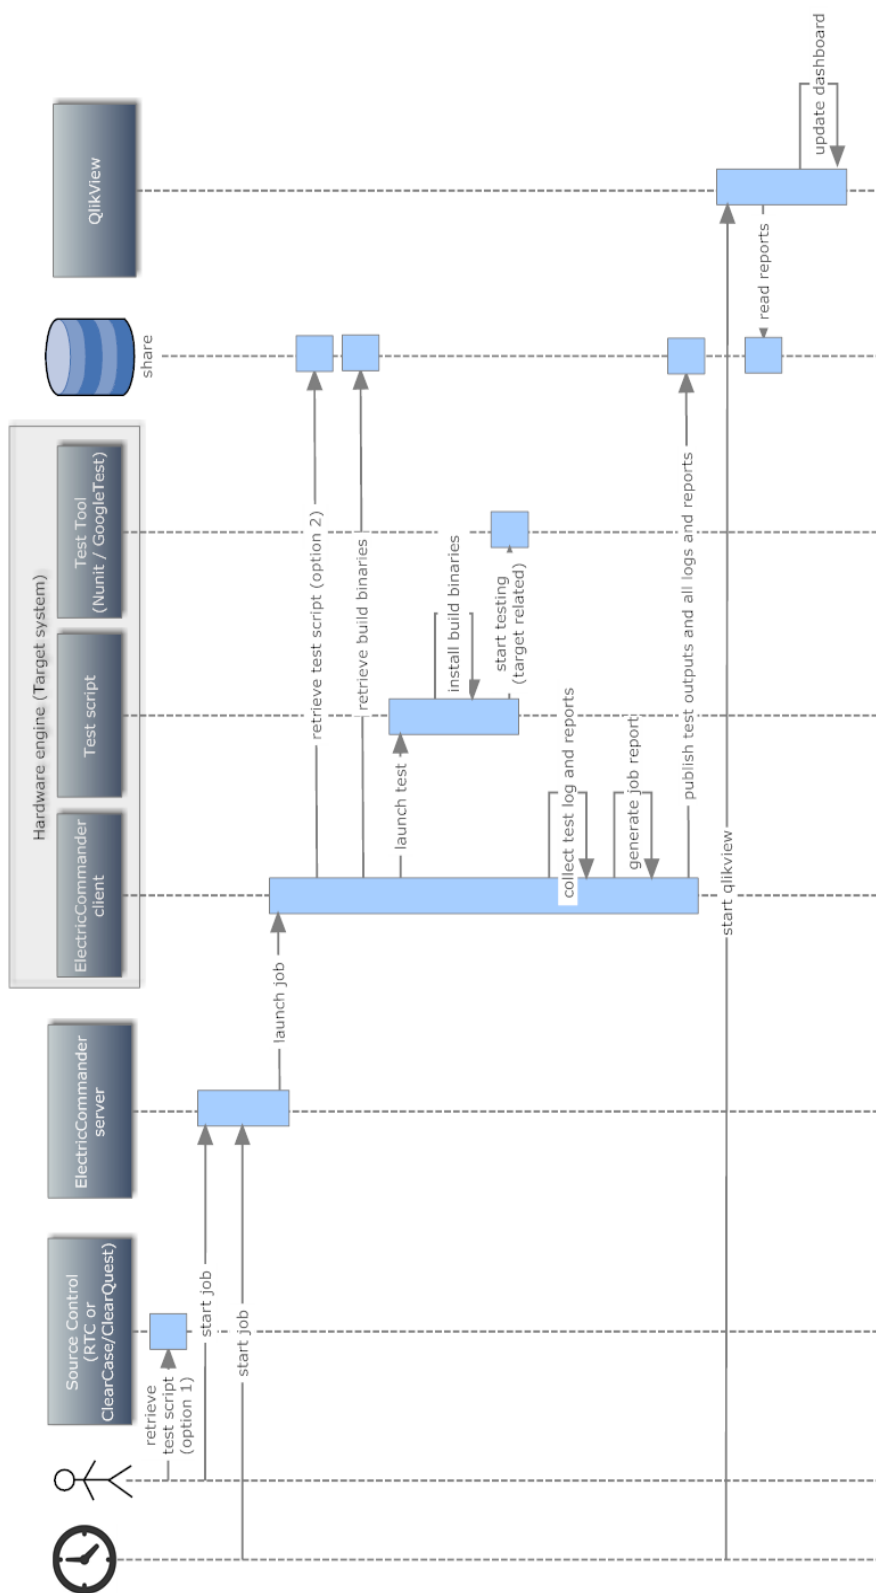 Source Control
(RTC or
ClearCase/ClearQuest)
ElectricCommander
server
Hardware engine (Target system)
ElectricCommander
client
Test script
Test Tool
(Nunit / GoogleTest)
share
QlikView
retrieve
test script
(option 1)
start job
start job
launch job
retrieve test script (option 2)
retrieve build binaries
launch test
install build binaries
start testing
(target related)
collect test log and reports
generate job report
publish test outputs and all logs and reports
start qlikview
read reports
update dashboard